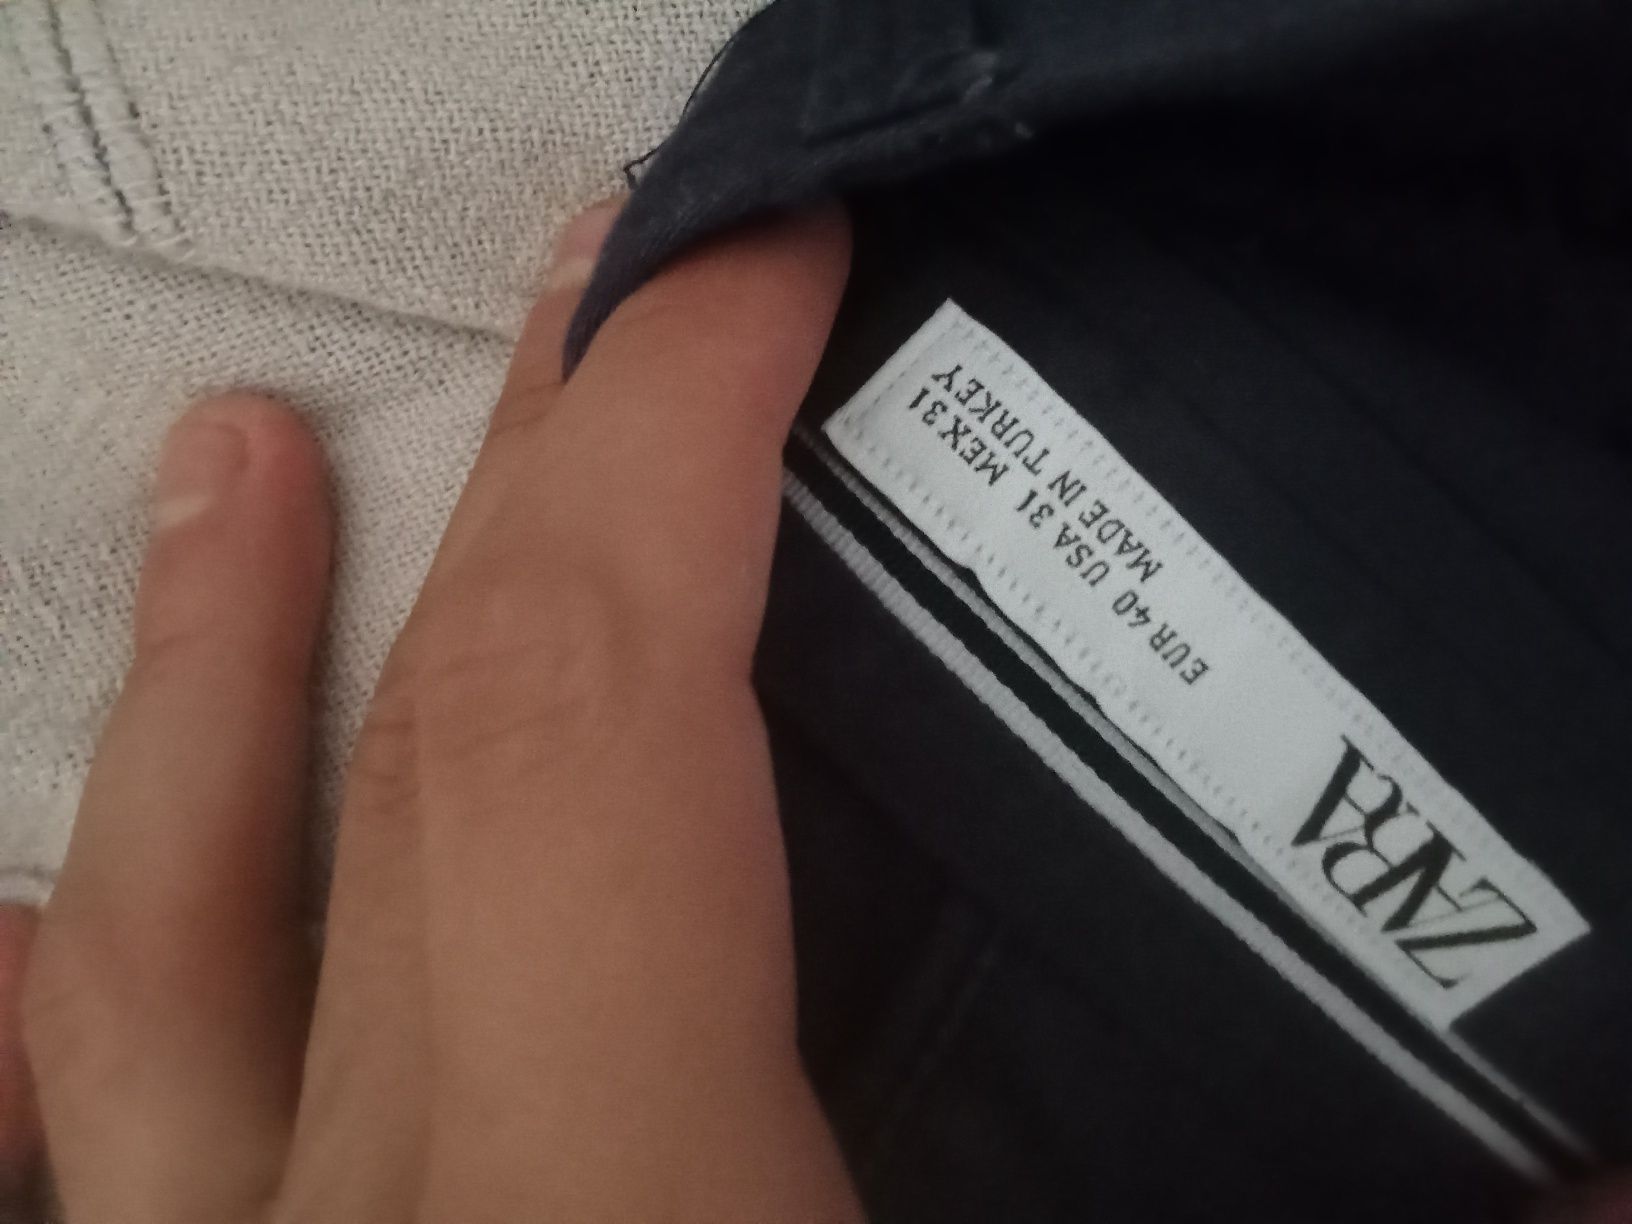 ZARA
EUR 40 USA 31 MEX 31
MADE IN TURKEY